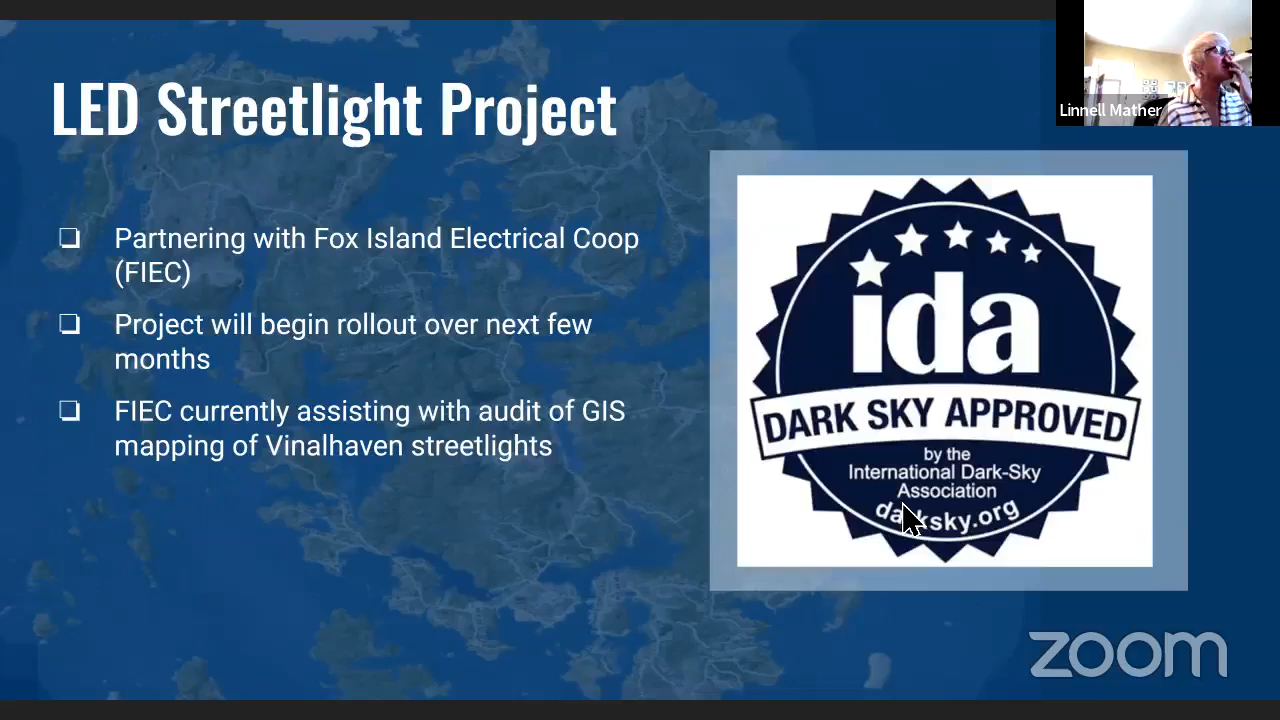 LED Streetlight Project
Linnell Mather
❏ Partnering with Fox Island Electrical Coop
(FIEC)
❏ Project will begin rollout over next few
months
❏ FIEC currently assisting with audit of GIS
mapping of Vinalhaven streetlights
ida
DARK SKY APPROVED
by the
International Dark-Sky
Association
darksky.org
zoom